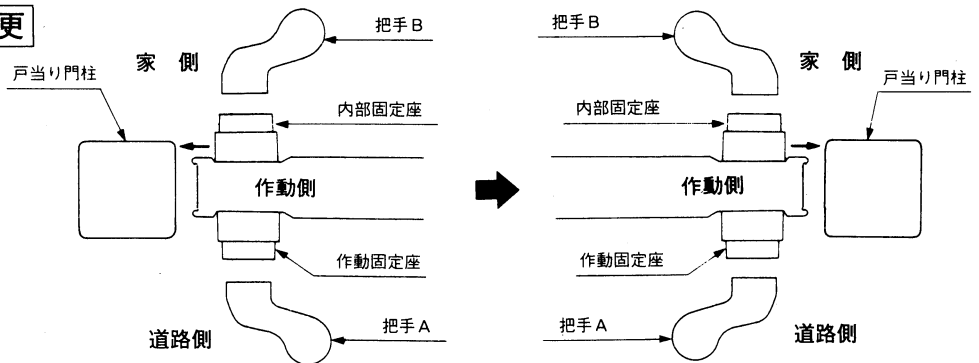 更
把手B
家側
戸当り門柱
内部固定座
作動側
作動固定座
把手A
道路側
把手B
家側
戸当り門柱
内部固定座
作動側
作動固定座
把手A
道路側